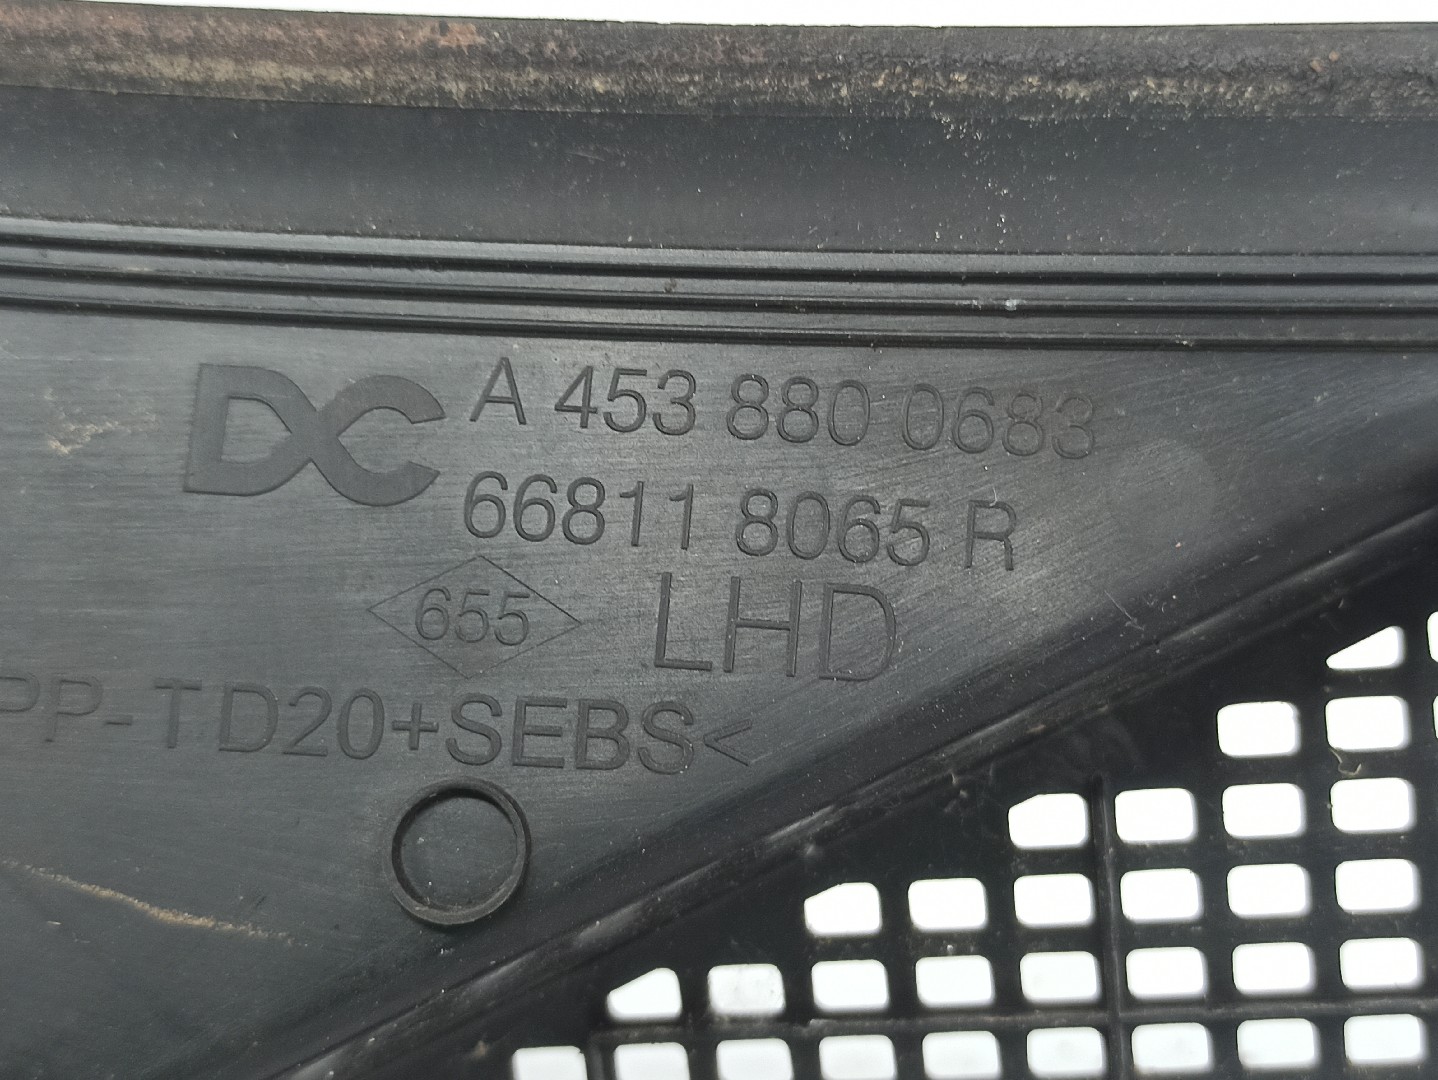 DC A 453 880 0683
66811 8065 R
655 LHD
PP-TD20+SEBS<